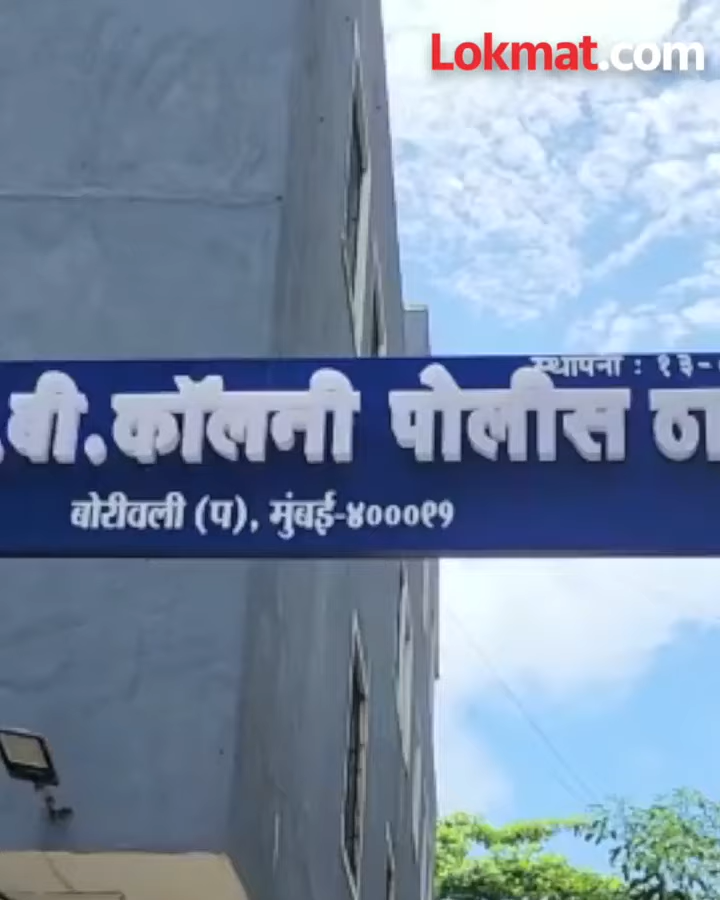 Lokmat.com
स्थापना : १३-
.बी.कॉलनी पोलीस ठा
बोरीवली (प), मुंबई-४०००९१